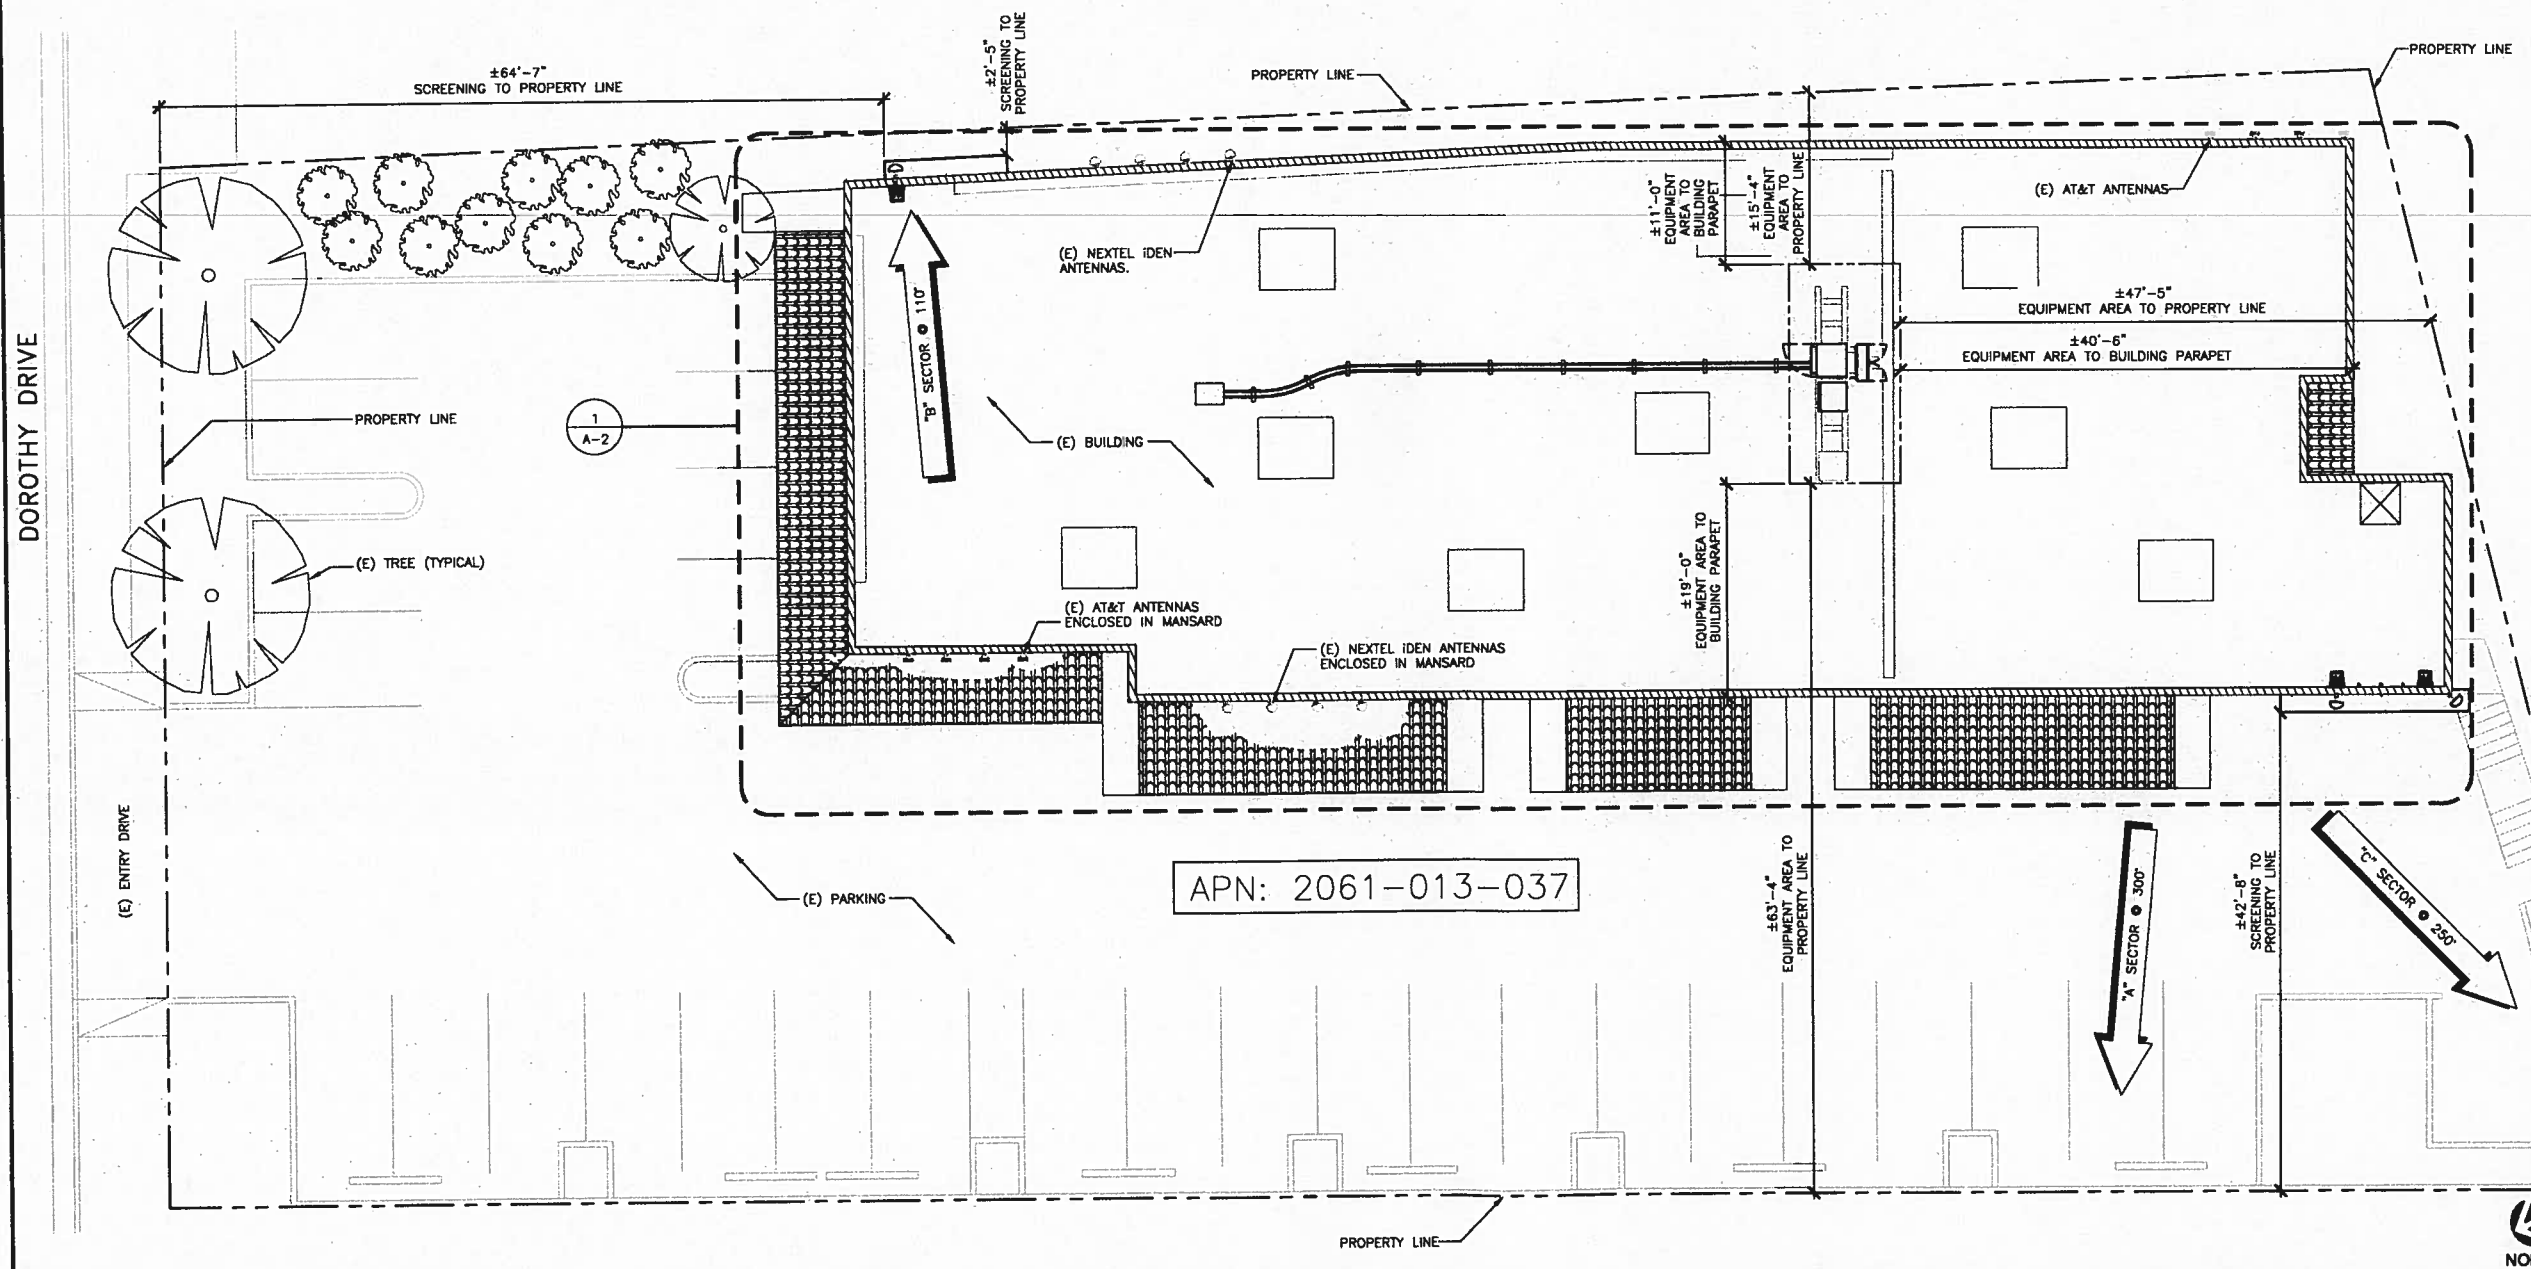 ±64'-7"
SCREENING TO PROPERTY LINE
±2'-5"
SCREENING TO
PROPERTY LINE
PROPERTY LINE
PROPERTY LINE
(E) AT&T ANTENNAS
±11'-0"
EQUIPMENT
AREA TO
BUILDING
PARAPET
±15'-4"
EQUIPMENT
AREA TO
PROPERTY LINE
(E) NEXTEL iDEN
ANTENNAS.
"B" SECTOR @ 110°
±47'-5"
EQUIPMENT AREA TO PROPERTY LINE
±40'-6"
EQUIPMENT AREA TO BUILDING PARAPET
DOROTHY DRIVE
PROPERTY LINE
1
A-2
(E) BUILDING
(E) TREE (TYPICAL)
±19'-0"
EQUIPMENT AREA TO
BUILDING PARAPET
(E) AT&T ANTENNAS
ENCLOSED IN MANSARD
(E) NEXTEL iDEN ANTENNAS
ENCLOSED IN MANSARD
(E) ENTRY DRIVE
(E) PARKING
APN: 2061-013-037
±63'-4"
EQUIPMENT AREA TO
PROPERTY LINE
"A" SECTOR @ 300°
±42'-8"
SCREENING TO
PROPERTY LINE
"C" SECTOR @ 250°
PROPERTY LINE